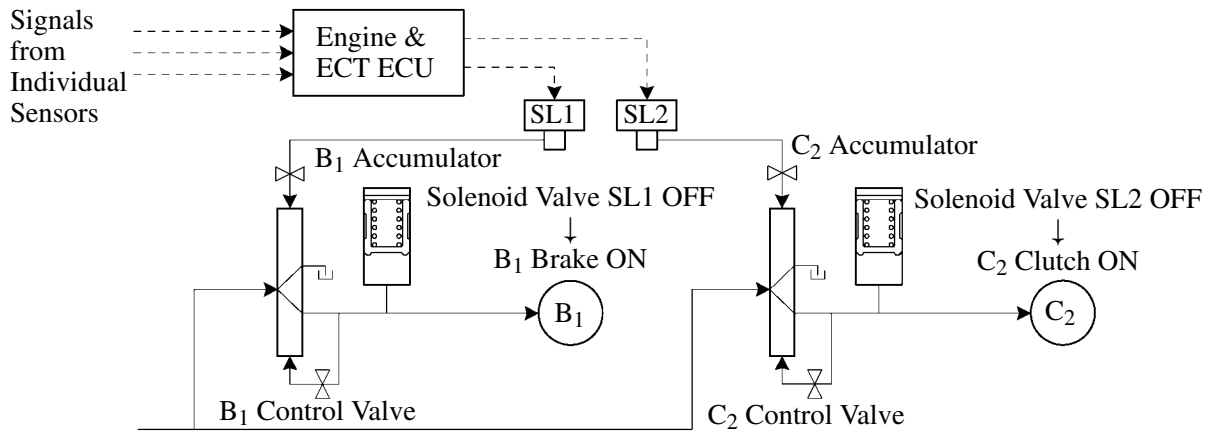 Signals
from
Individual
Sensors
Engine &
ECT ECU
SL1
SL2
B1 Accumulator
C2 Accumulator
Solenoid Valve SL1 OFF
B1 Brake ON
Solenoid Valve SL2 OFF
C2 Clutch ON
B1
C2
B1 Control Valve
C2 Control Valve